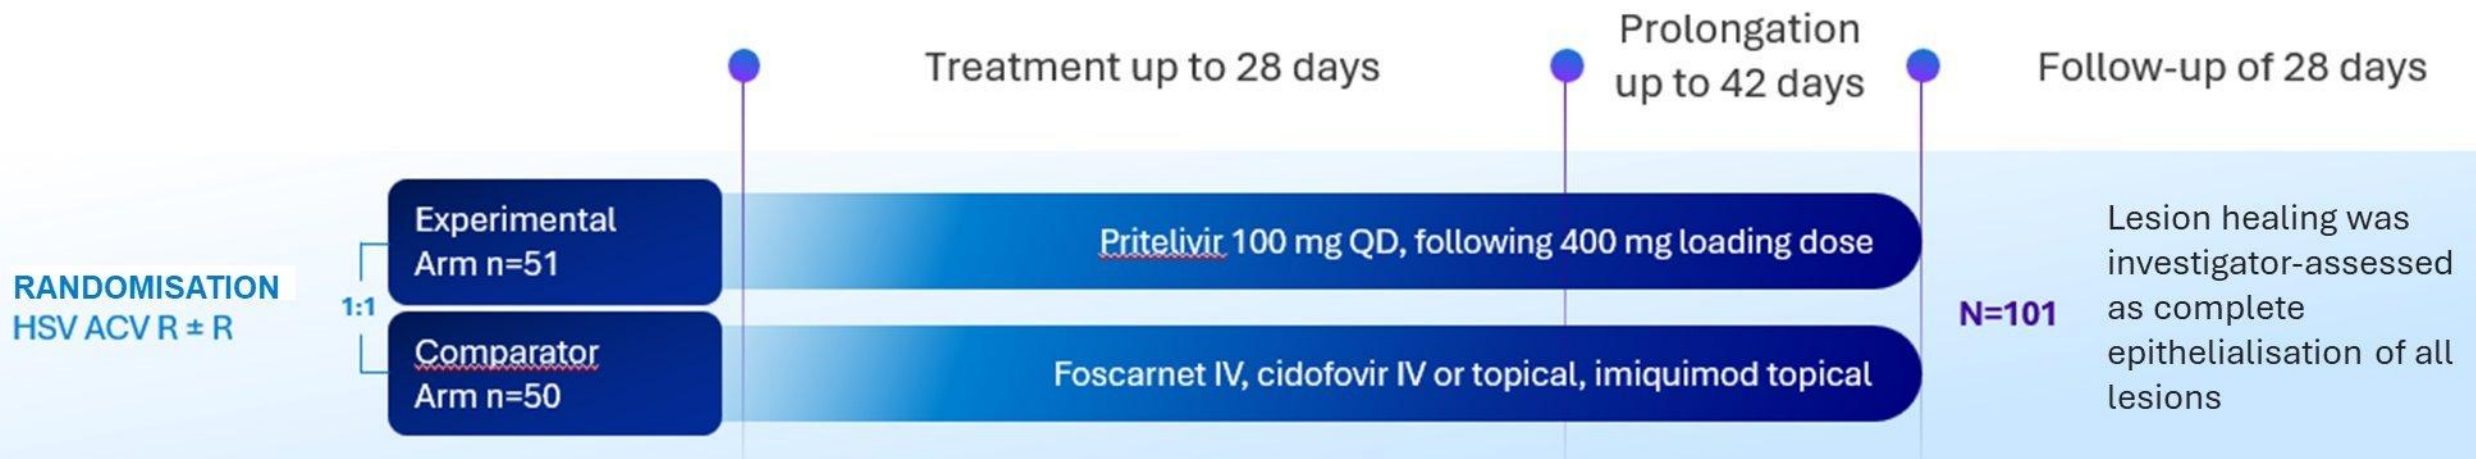 Treatment up to 28 days
Prolongation
up to 42 days
Follow-up of 28 days
RANDOMISATION
HSV ACV R ± R
1:1
Experimental
Arm n=51
Pritelivir 100 mg QD, following 400 mg loading dose
Comparator
Arm n=50
Foscarnet IV, cidofovir IV or topical, imiquimod topical
N=101
Lesion healing was
investigator-assessed
as complete
epithelialisation of all
lesions